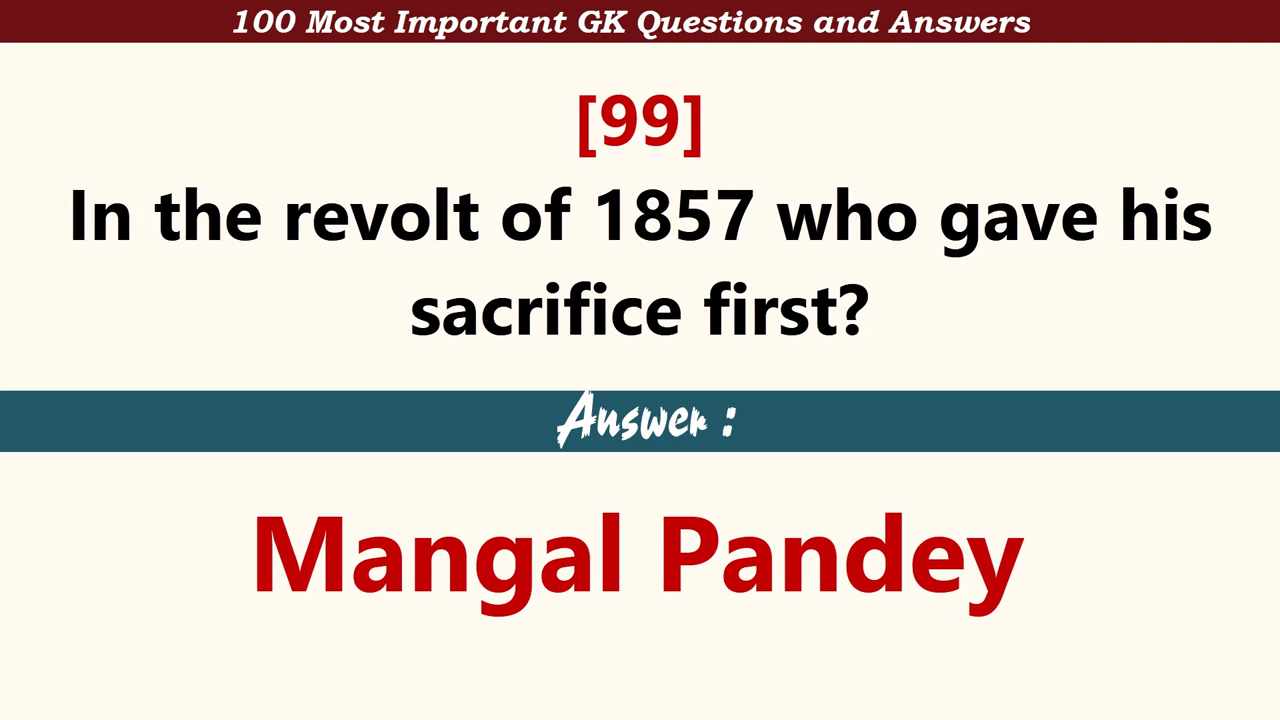 100 Most Important GK Questions and Answers
[99]
In the revolt of 1857 who gave his
sacrifice first?
Answer :
Mangal Pandey